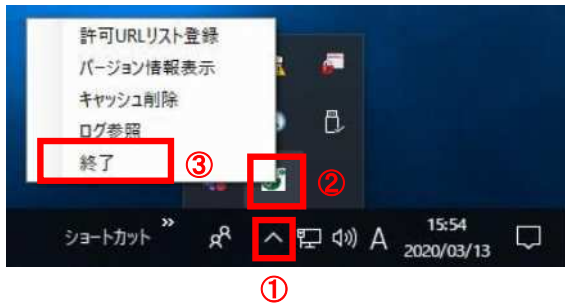 許可URLリスト登録
バージョン情報表示
キャッシュ削除
ログ参照
終了
③
②
ショートカット
»
A
15:54
2020/03/13
①